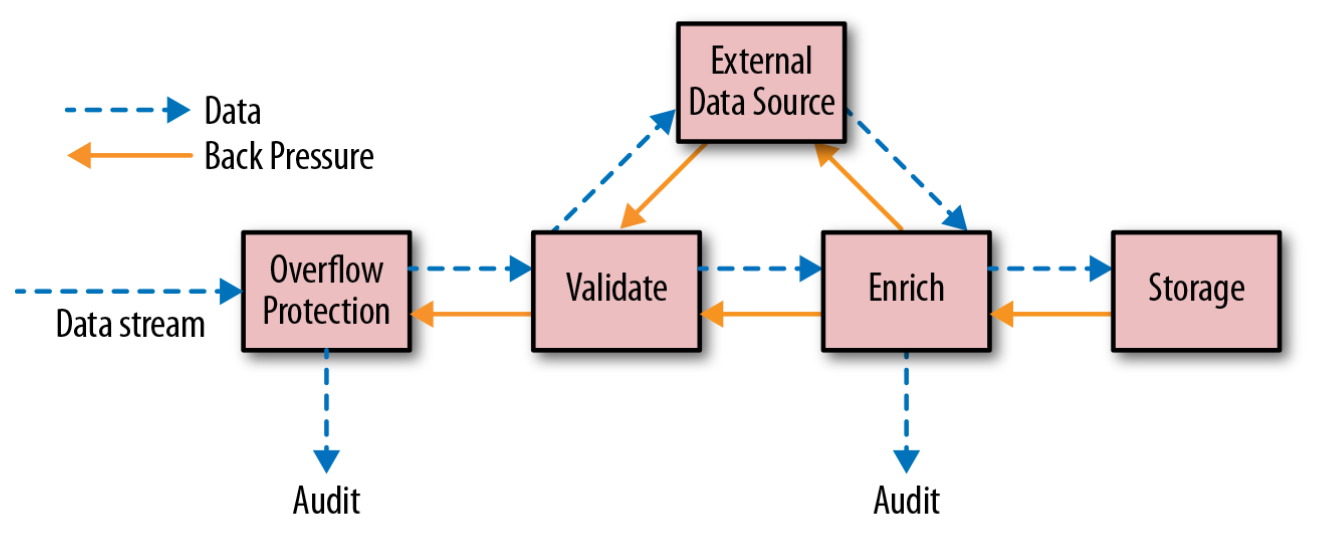 External
Data Source
Data
Back Pressure
Overflow
Protection
Validate
Enrich
Storage
Data stream
Audit
Audit